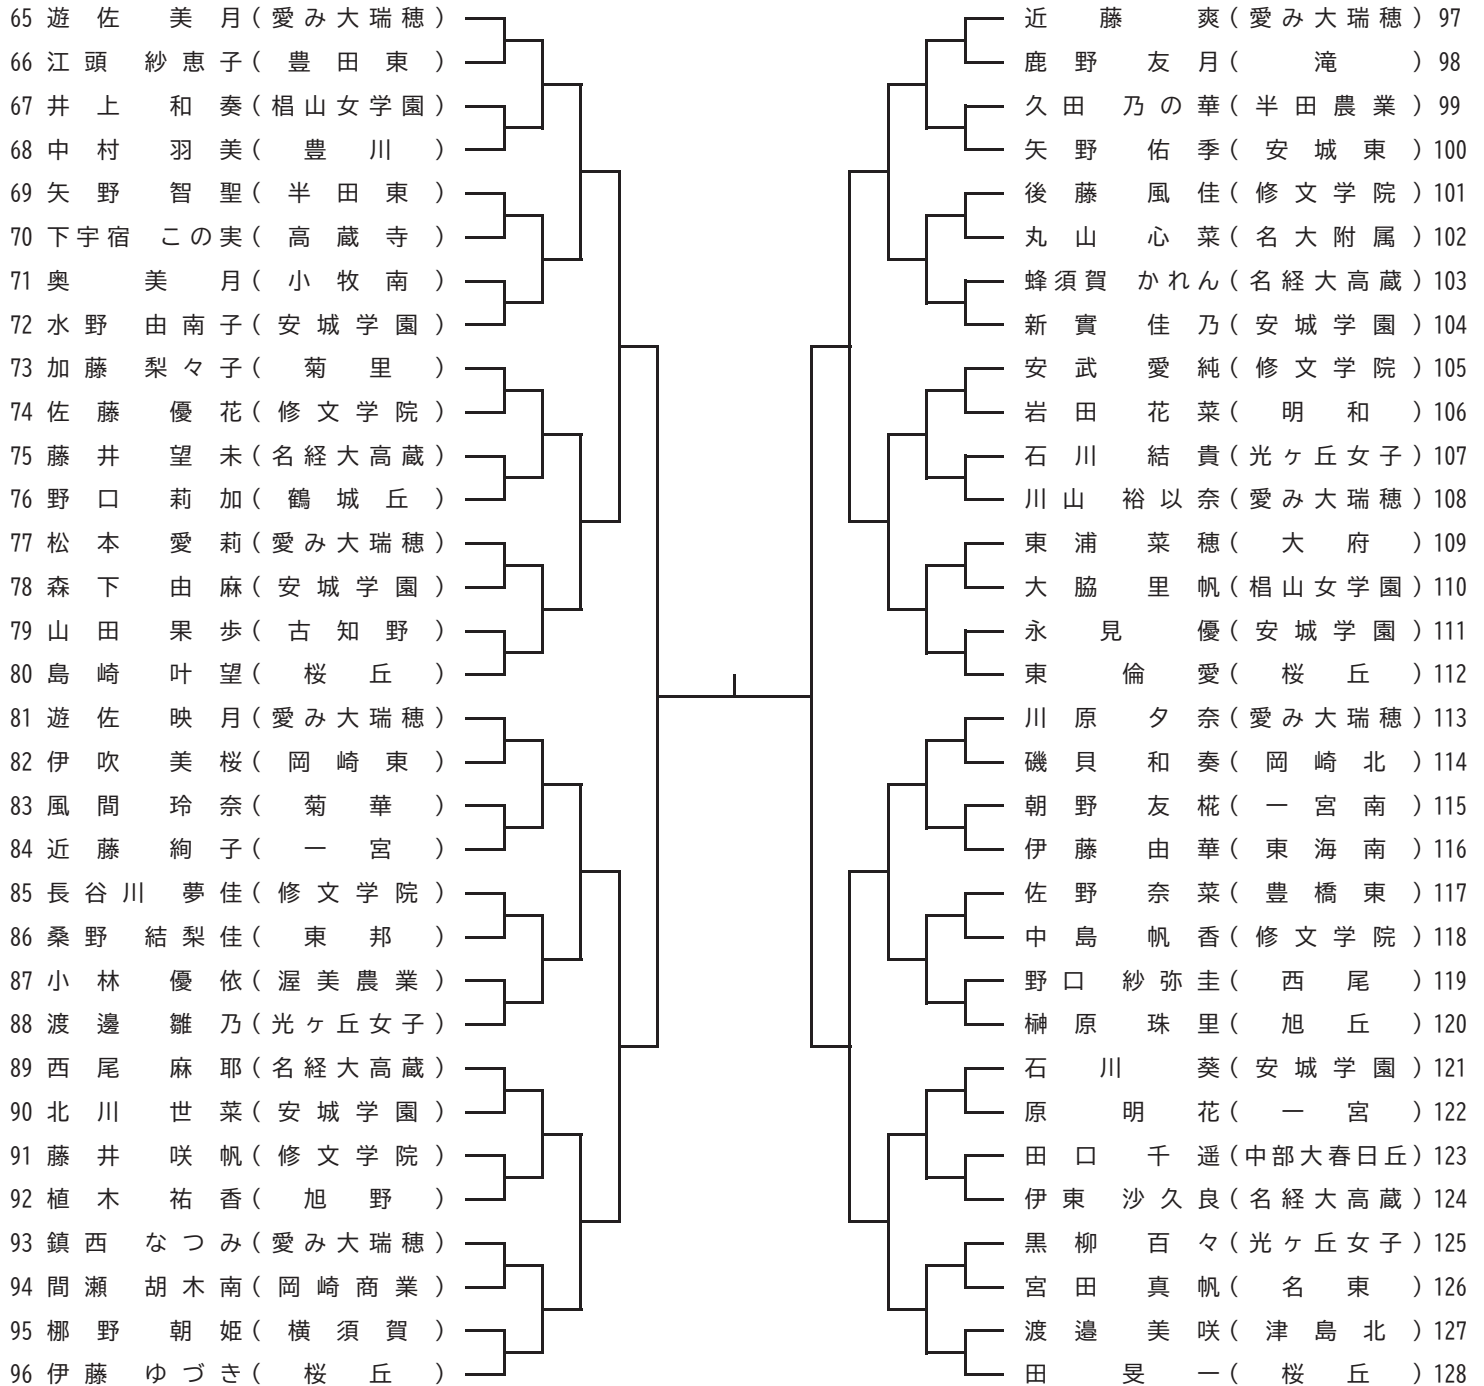 65 遊佐 美月(愛み大瑞穂)
66 江頭 紗恵子(豊田東)
67 井上 和奏(椙山女学園)
68 中村 羽美(豊川)
69 矢野 智聖(半田東)
70 下宇宿 この実(高蔵寺)
71 奥 美月(小牧南)
72 水野 由南子(安城学園)
73 加藤 梨々子(菊里)
74 佐藤 優花(修文学院)
75 藤井 望未(名経大高蔵)
76 野口 莉加(鶴城丘)
77 松本 愛莉(愛み大瑞穂)
78 森下 由麻(安城学園)
79 山田 果歩(古知野)
80 島崎 叶望(桜丘)
81 遊佐 映月(愛み大瑞穂)
82 伊吹 美桜(岡崎東)
83 風間 玲奈(菊華)
84 近藤 絢子(一宮)
85 長谷川 夢佳(修文学院)
86 桑野 結梨佳(東邦)
87 小林 優依(渥美農業)
88 渡邊 雛乃(光ヶ丘女子)
89 西尾 麻耶(名経大高蔵)
90 北川 世菜(安城学園)
91 藤井 咲帆(修文学院)
92 植木 祐香(旭野)
93 鎮西 なつみ(愛み大瑞穂)
94 間瀬 胡木南(岡崎商業)
95 梛野 朝姫(横須賀)
96 伊藤 ゆづき(桜丘)
近藤 爽(愛み大瑞穂) 97
鹿野 友月(滝) 98
久田 乃の華(半田農業) 99
矢野 佑季(安城東) 100
後藤 風佳(修文学院) 101
丸山 心菜(名大附属) 102
蜂須賀 かれん(名経大高蔵) 103
新實 佳乃(安城学園) 104
安武 愛純(修文学院) 105
岩田 花菜(明和) 106
石川 結貴(光ヶ丘女子) 107
川山 裕以奈(愛み大瑞穂) 108
東浦 菜穂(大府) 109
大脇 里帆(椙山女学園) 110
永見 優(安城学園) 111
東 倫愛(桜丘) 112
川原 夕奈(愛み大瑞穂) 113
磯貝 和奏(岡崎北) 114
朝野 友椛(一宮南) 115
伊藤 由華(東海南) 116
佐野 奈菜(豊橋東) 117
中島 帆香(修文学院) 118
野口 紗弥圭(西尾) 119
榊原 珠里(旭丘) 120
石川 葵(安城学園) 121
原 明花(一宮) 122
田口 千遥(中部大春日丘) 123
伊東 沙久良(名経大高蔵) 124
黒柳 百々(光ヶ丘女子) 125
宮田 真帆(名東) 126
渡邉 美咲(津島北) 127
田 旻一(桜丘) 128